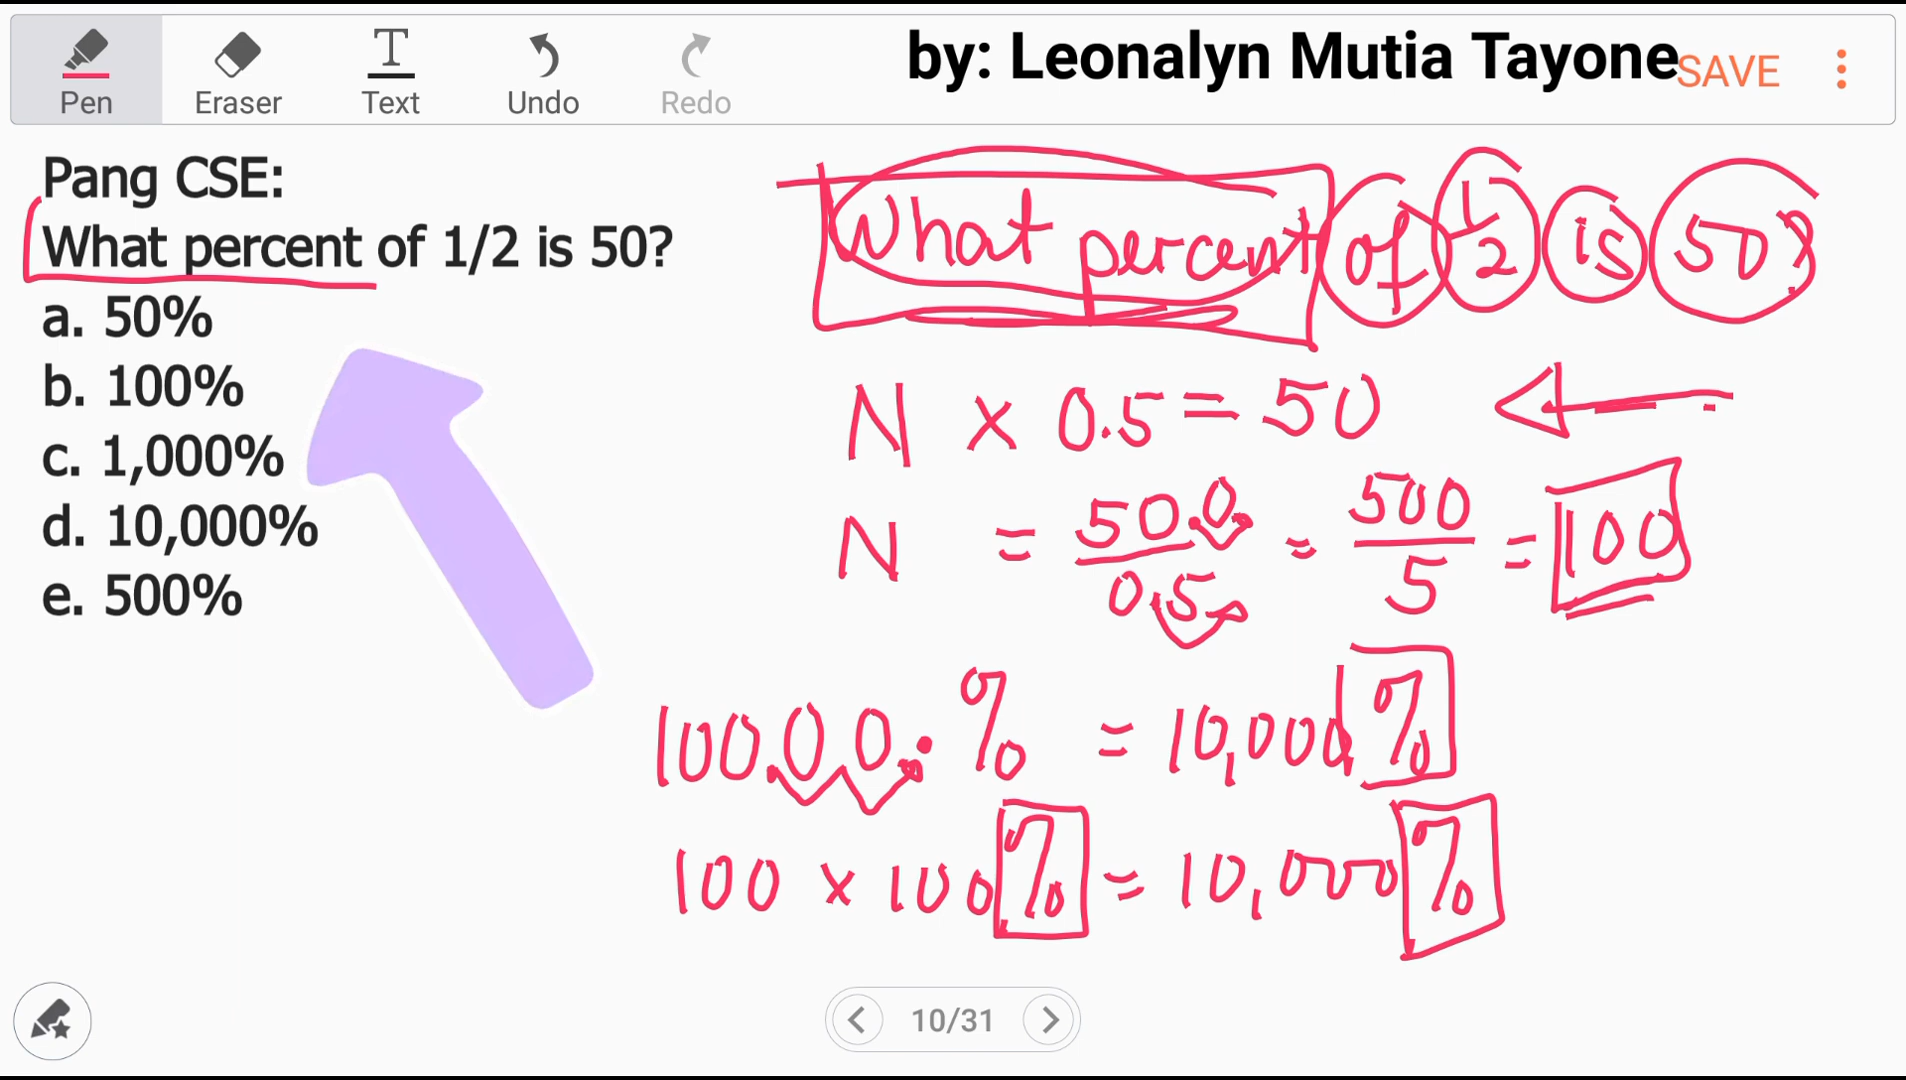 Pen
Eraser
Text
Undo
Redo
by: Leonalyn Mutia Tayone
SAVE
Pang CSE:
What percent of 1/2 is 50?
a. 50%
b. 100%
c. 1,000%
d. 10,000%
e. 500%
What percent of 1/2 is 50?
N x 0.5 = 50
N = 50.0/0.5 = 500/5 = 100
100.00.% = 10,000%
100 x 100% = 10,000%
10/31